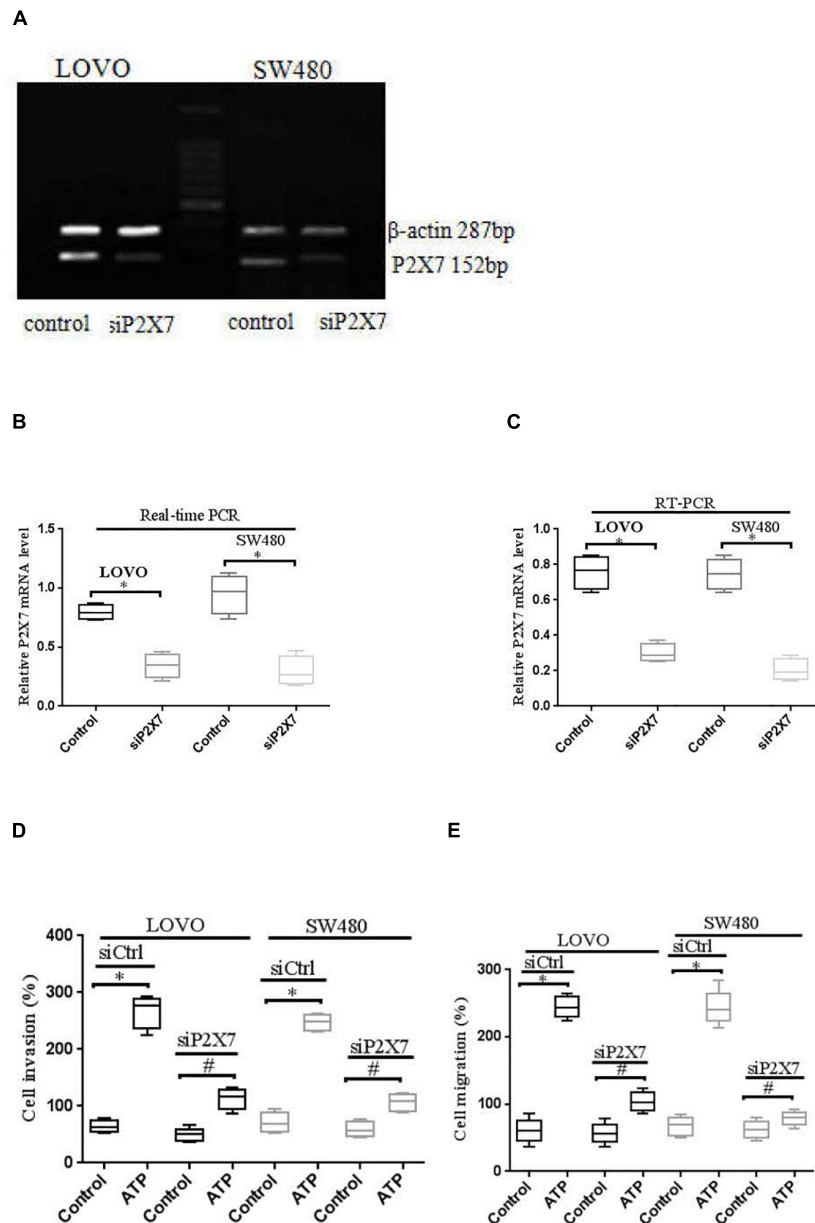 A
LOVO SW480
β-actin 287bp
P2X7 152bp
control siP2X7 control siP2X7
B
Real-time PCR
Relative P2X7 mRNA level
1.5
1.0
0.5
0.0
LOVO
*
SW480
*
Control siP2X7 Control siP2X7
C
RT-PCR
Relative P2X7 mRNA level
1.0
0.8
0.6
0.4
0.2
0.0
LOVO
*
SW480
*
Control siP2X7 Control siP2X7
D
Cell invasion (%)
400
300
200
100
0
LOVO SW480
siCtrl
*
siP2X7
#
siCtrl
*
siP2X7
#
Control ATP Control ATP Control ATP Control ATP
E
Cell migration (%)
300
200
100
0
LOVO SW480
siCtrl
*
siP2X7
#
siCtrl
*
siP2X7
#
Control ATP Control ATP Control ATP Control ATP